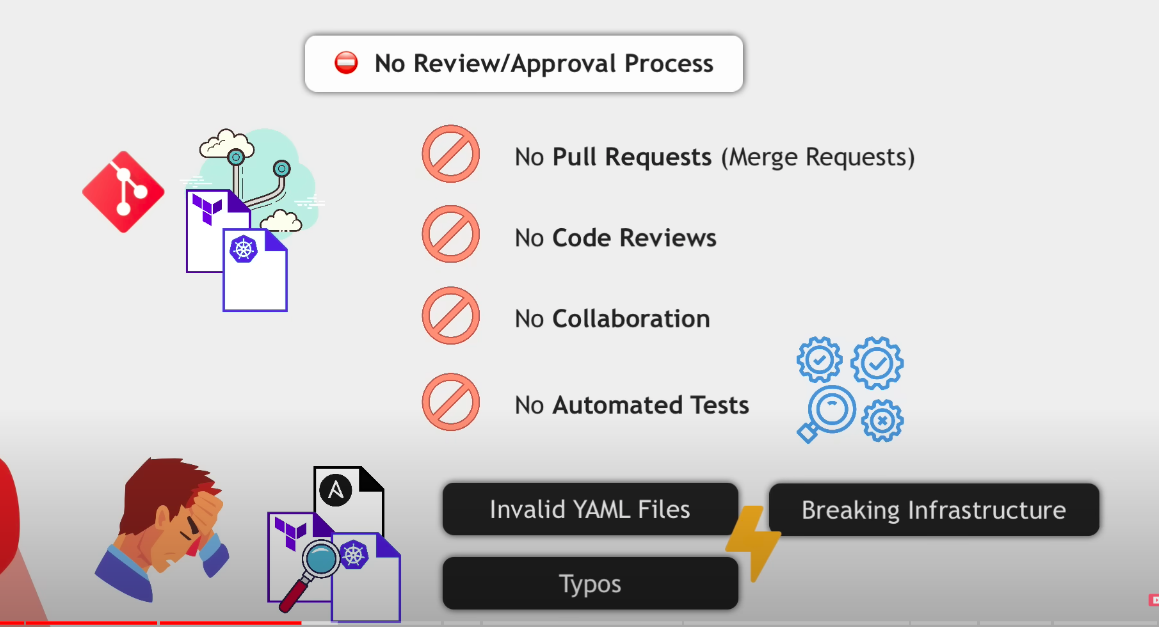 No Review/Approval Process
No Pull Requests (Merge Requests)
No Code Reviews
No Collaboration
No Automated Tests
Invalid YAML Files
Breaking Infrastructure
Typos